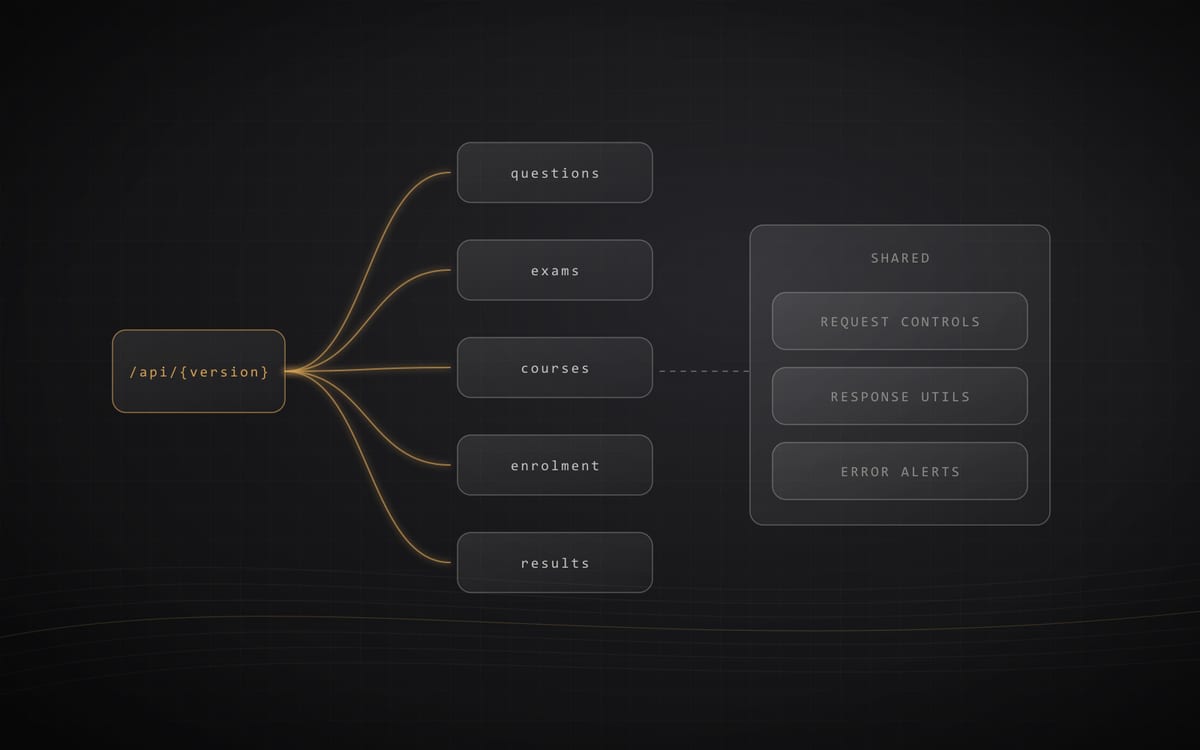 /api/{version}
questions
exams
courses
enrolment
results
SHARED
REQUEST CONTROLS
RESPONSE UTILS
ERROR ALERTS